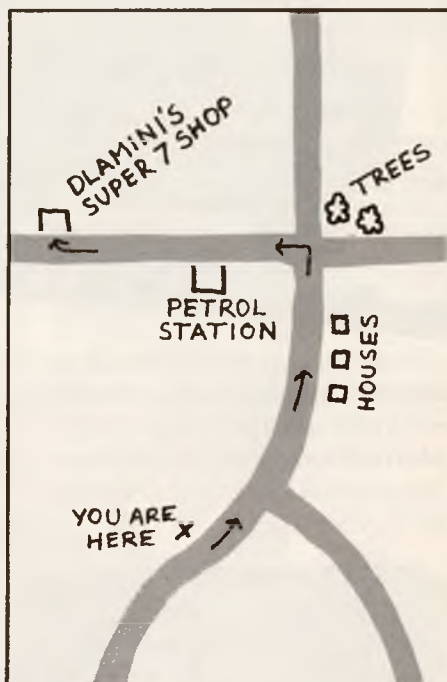 DLAMiNi'S
SUPER 7 SHOP
TREES
PETROL
STATION
HOUSES
YOU ARE
HERE X